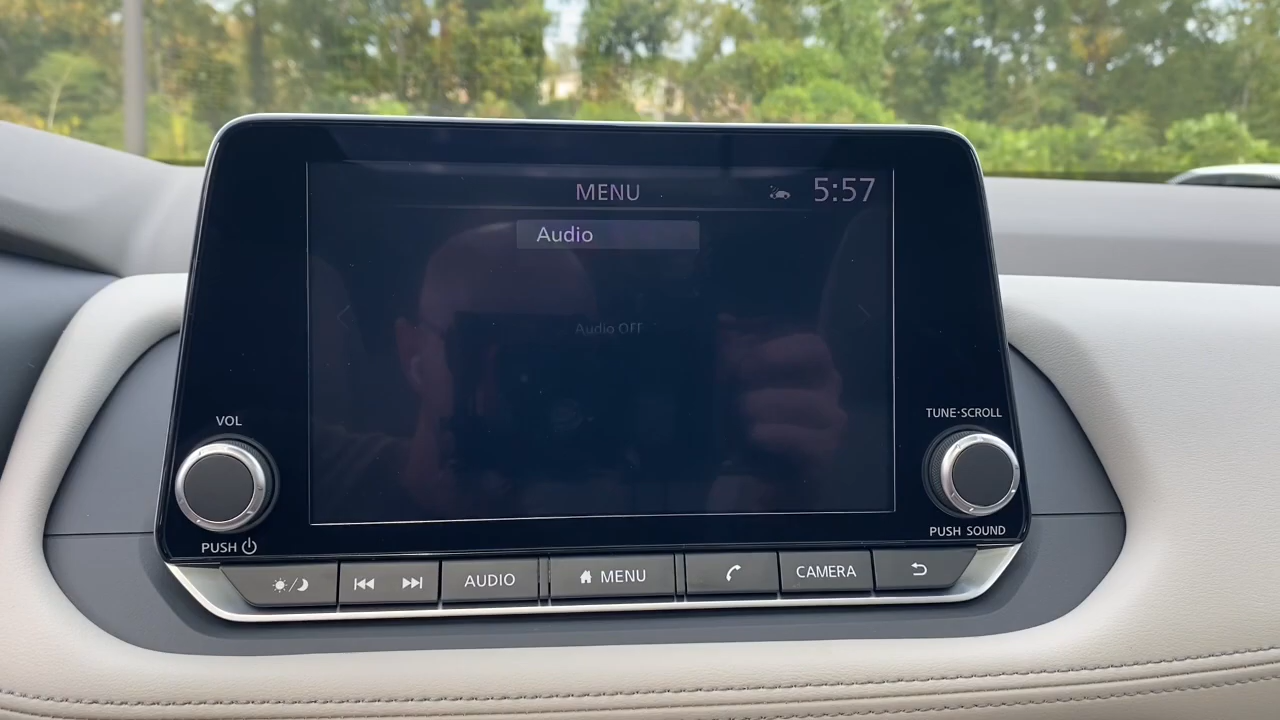 MENU
5:57
Audio
Audio OFF
VOL
TUNE·SCROLL
PUSH
PUSH SOUND
AUDIO
MENU
CAMERA